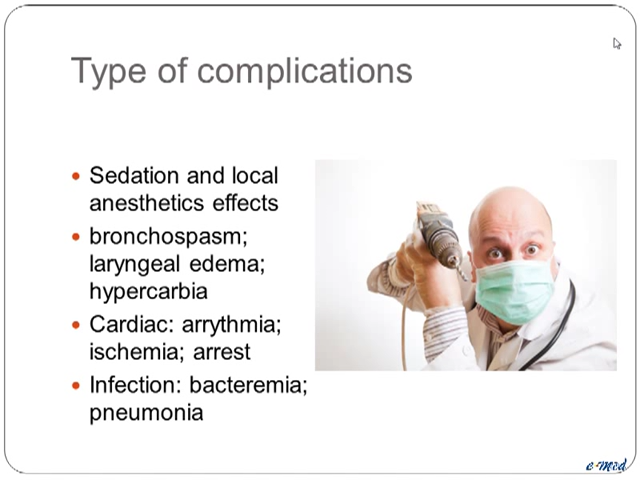 Type of complications
Sedation and local
anesthetics effects
bronchospasm;
laryngeal edema;
hypercarbia
Cardiac: arrythmia;
ischemia; arrest
Infection: bacteremia;
pneumonia
e-Med